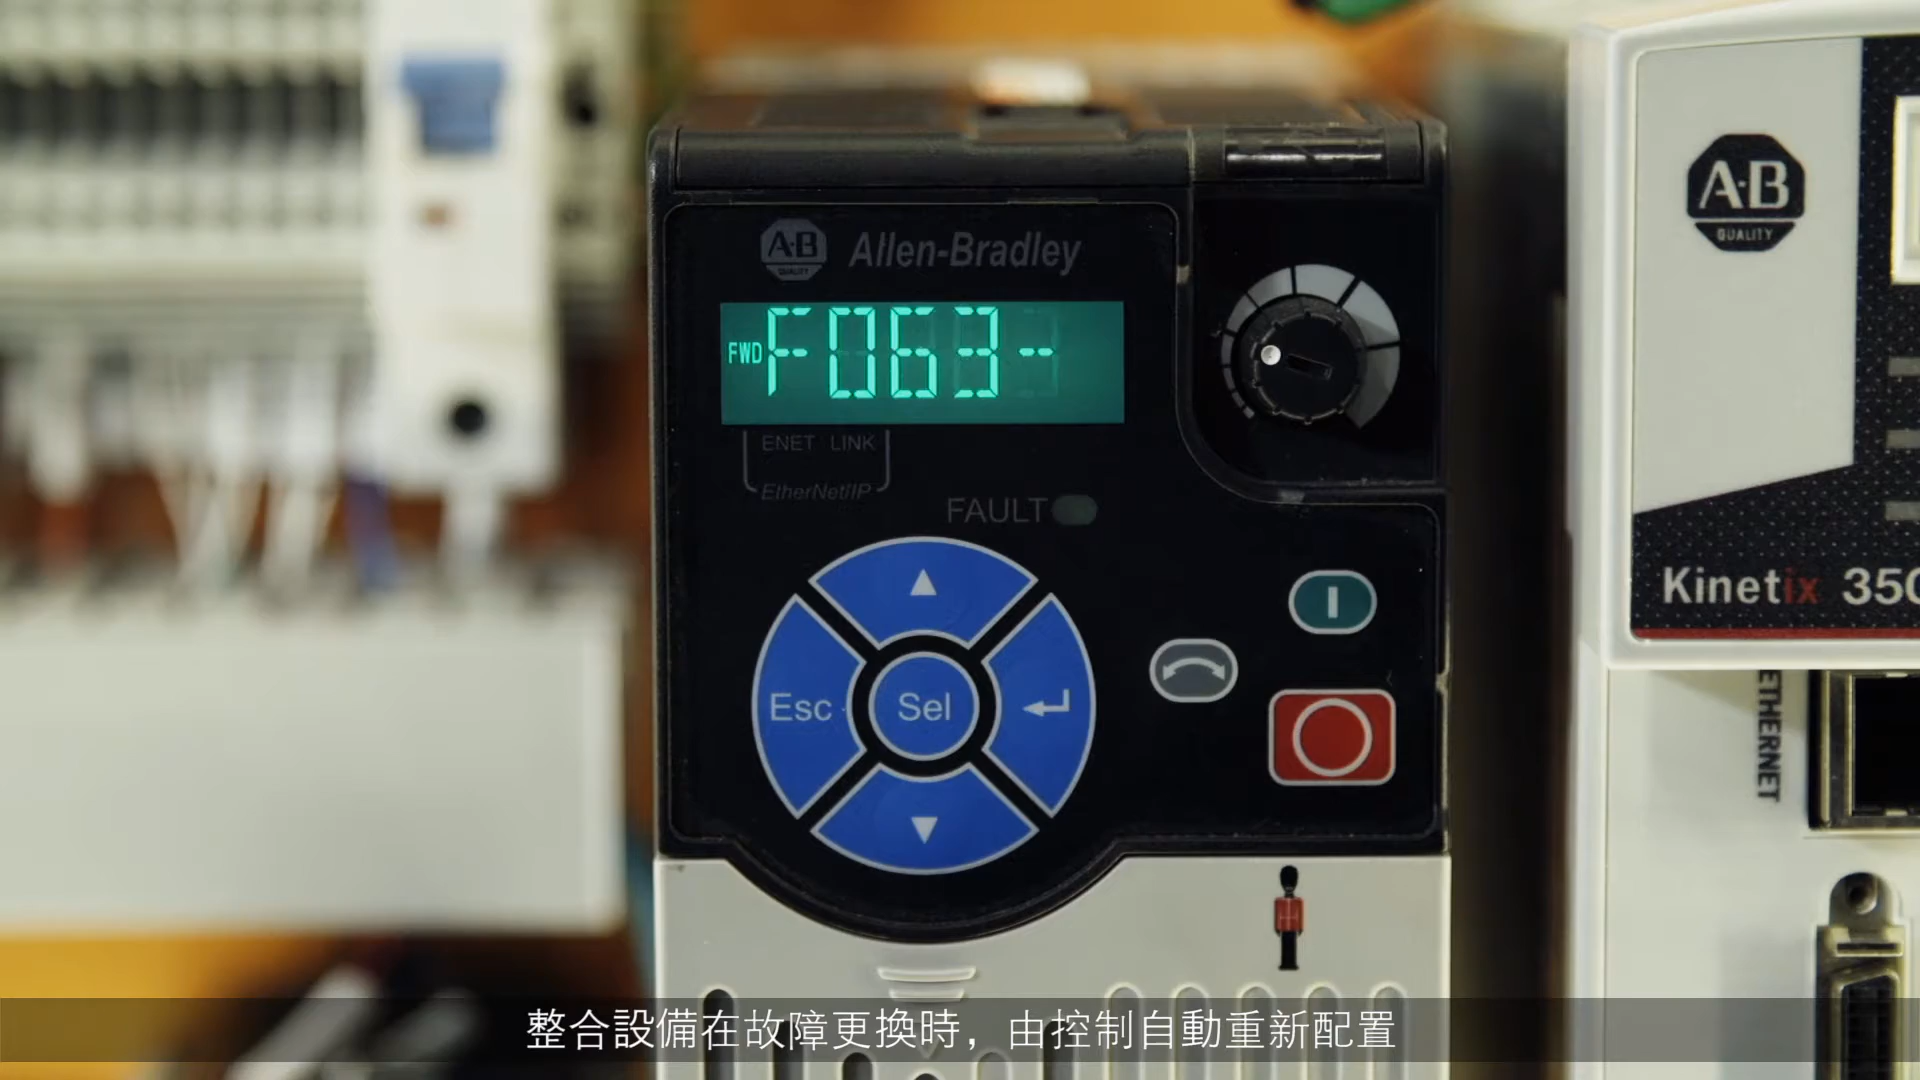 A·B
QUALITY
Allen-Bradley
FWD F063-
ENET LINK
EtherNet/IP
FAULT
Esc
Sel
A·B
QUALITY
Kinetix 350
ETHERNET
整合設備在故障更換時，由控制自動重新配置